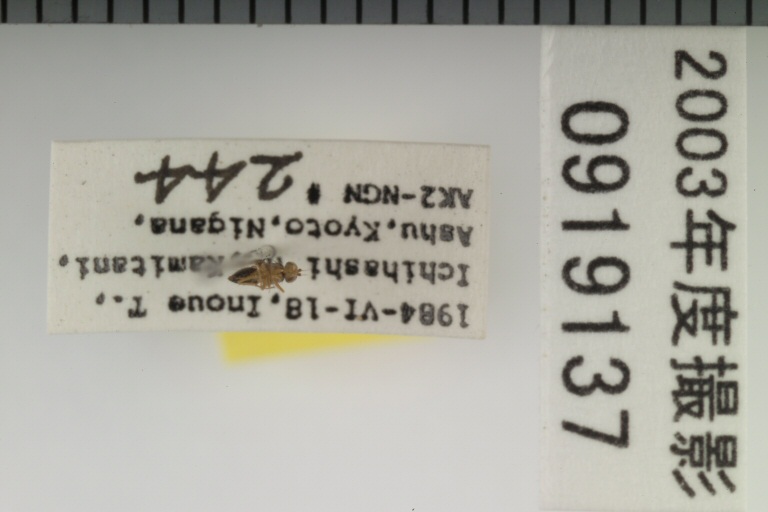 1984-VI-18,Inoue T.,
Ichihashi,Kamitani,
Ashu,Kyoto,Nigana,
AK2-NGN # 244
2003年度撮影
0919137